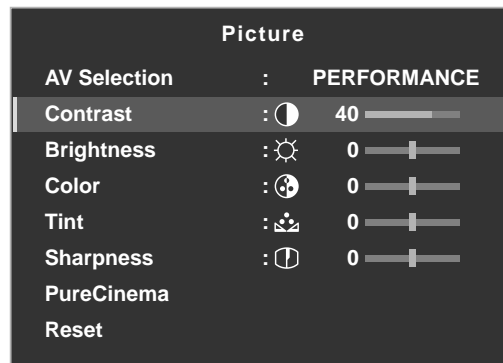 Picture
AV Selection : PERFORMANCE
Contrast : 40
Brightness : 0
Color : 0
Tint : 0
Sharpness : 0
PureCinema
Reset